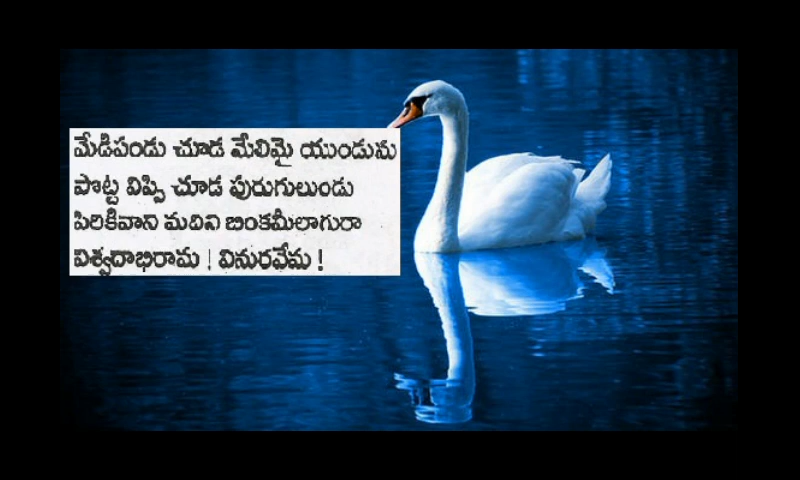 మేడిపండు చూడ మేలిమై యుండును
పొట్ట విప్పి చూడ పురుగులుండు
పిరికివాని మదిని బింకమీలాగురా
విశ్వదాభిరామ ! వినురవేమ !